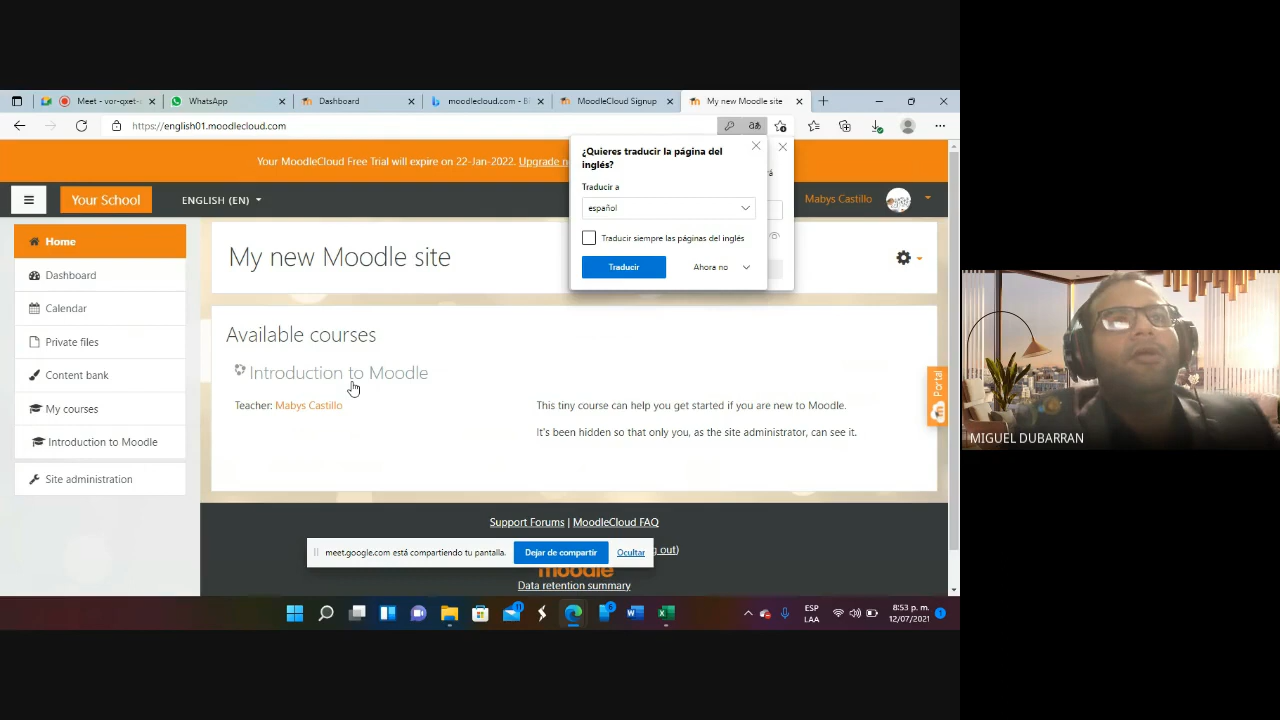 Meet - vor-qxet-
WhatsApp
Dashboard
moodlecloud.com - B
MoodleCloud Signup
My new Moodle site
https://english01.moodlecloud.com
Your MoodleCloud Free Trial will expire on 22-Jan-2022. Upgrade n
Your School
ENGLISH (EN)
Mabys Castillo
¿Quieres traducir la página del
inglés?
Traducir a
español
Traducir siempre las páginas del inglés
Traducir
Ahora no
rá
Home
Dashboard
Calendar
Private files
Content bank
My courses
Introduction to Moodle
Site administration
My new Moodle site
Available courses
Introduction to Moodle
Teacher: Mabys Castillo
This tiny course can help you get started if you are new to Moodle.
It's been hidden so that only you, as the site administrator, can see it.
Portal
Support Forums | MoodleCloud FAQ
g out)
meet.google.com está compartiendo tu pantalla.
Dejar de compartir
Ocultar
moodle
Data retention summary
ESP
LAA
8:53 p. m.
12/07/2021
MIGUEL DUBARRAN